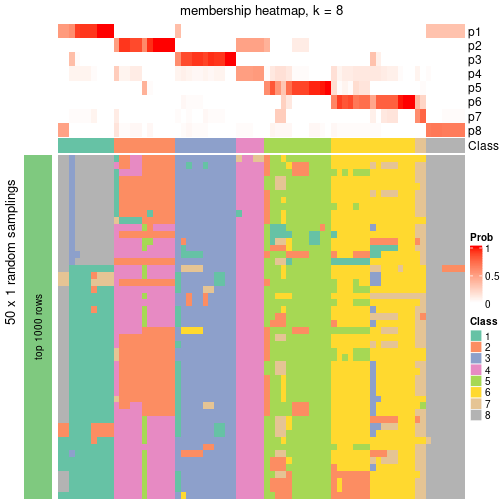 membership heatmap, k = 8
p1
p2
p3
p4
p5
p6
p7
p8
Class
50 x 1 random samplings
top 1000 rows
Prob
1
0.5
0
Class
1
2
3
4
5
6
7
8